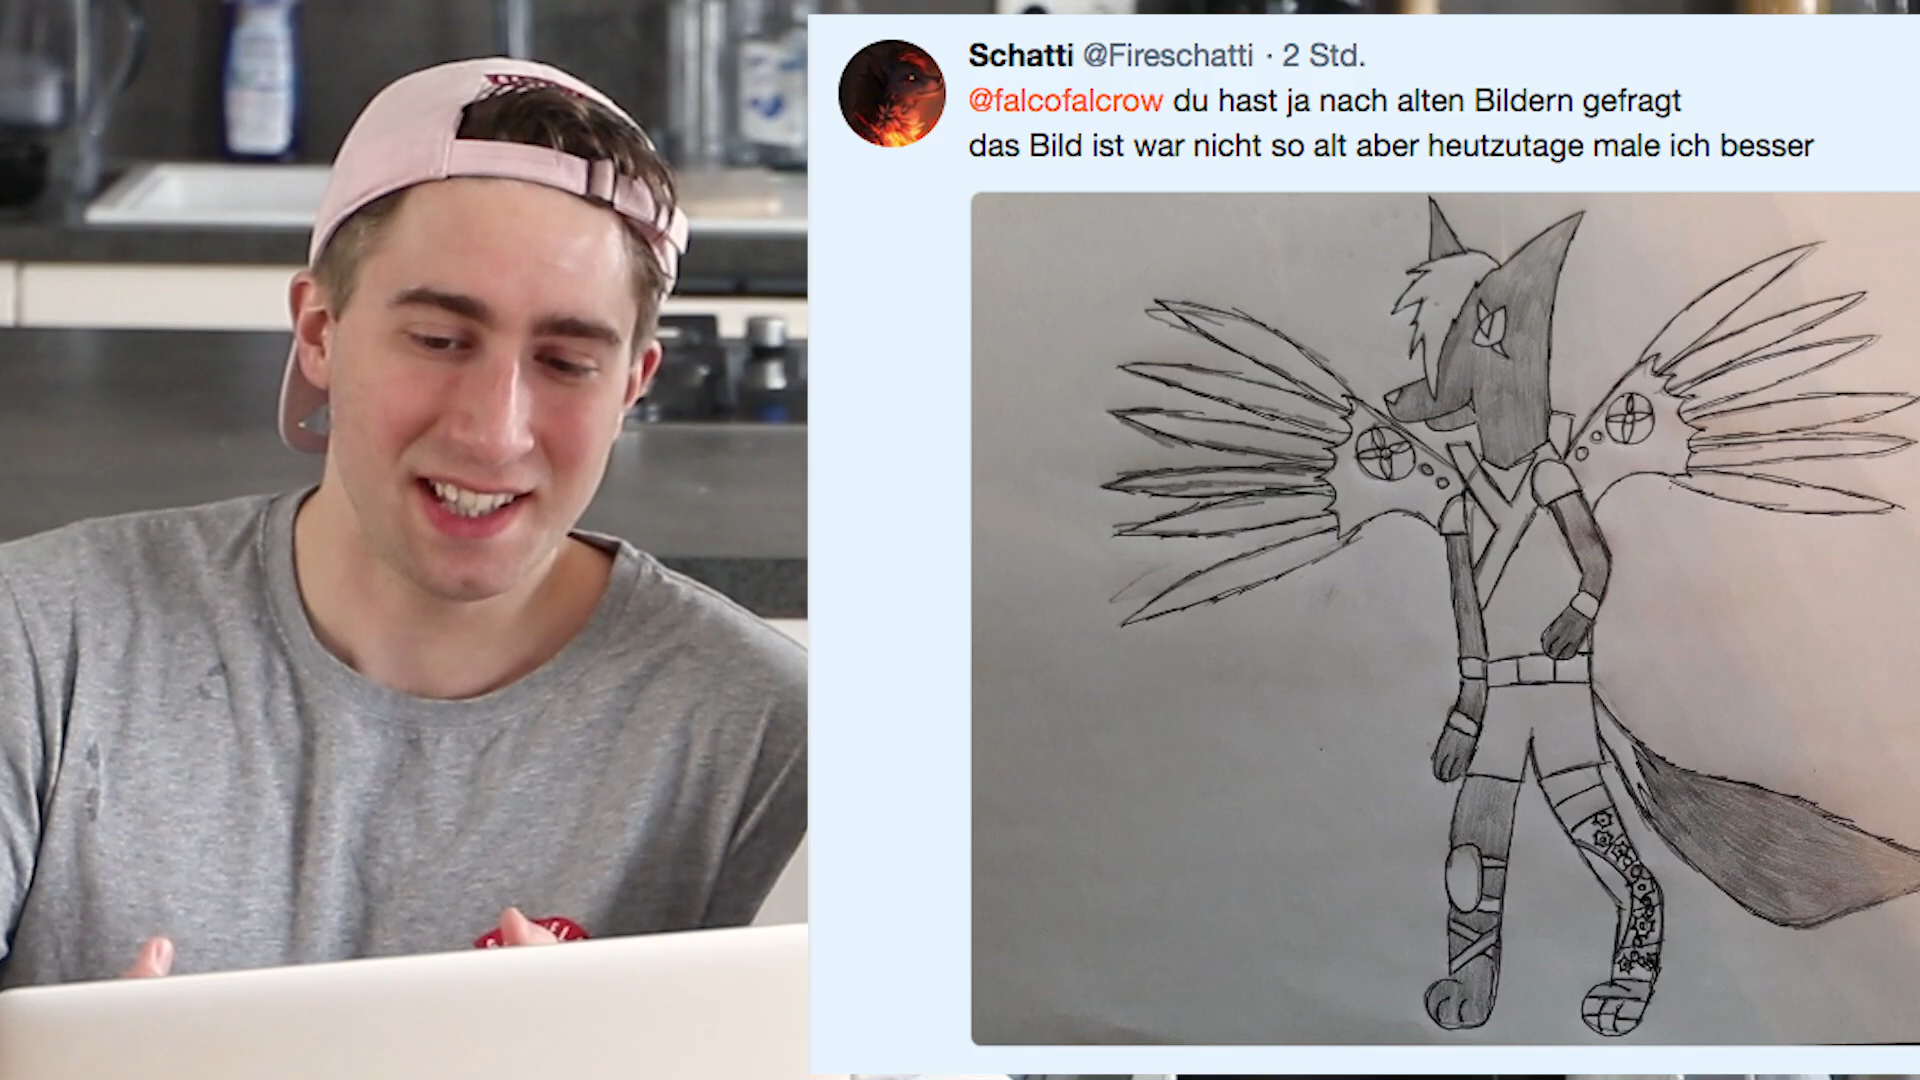 Schatti @Fireschatti · 2 Std.
@falcofalcrow du hast ja nach alten Bildern gefragt
das Bild ist war nicht so alt aber heutzutage male ich besser